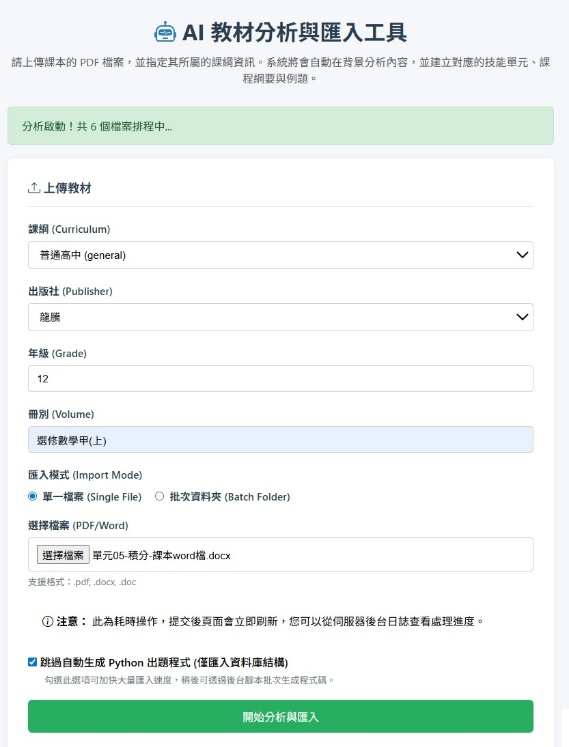 AI 教材分析與匯入工具
請上傳課本的 PDF 檔案，並指定其所屬的課綱資訊。系統將會自動在背景分析內容，並建立對應的技能單元、課
程綱要與例題。
分析啟動！共 6 個檔案排程中...
上傳教材
課綱 (Curriculum)
普通高中 (general)
出版社 (Publisher)
龍騰
年級 (Grade)
12
冊別 (Volume)
選修數學甲(上)
匯入模式 (Import Mode)
單一檔案 (Single File) 批次資料夾 (Batch Folder)
選擇檔案 (PDF/Word)
選擇檔案 單元05-積分-課本word檔.docx
支援格式：.pdf, .docx, .doc
注意： 此為耗時操作，提交後頁面會立即刷新，您可以從伺服器後台日誌查看處理進度。
跳過自動生成 Python 出題程式 (僅匯入資料庫結構)
勾選此選項可加快大量匯入速度，稍後可透過後台腳本批次生成程式碼。
開始分析與匯入